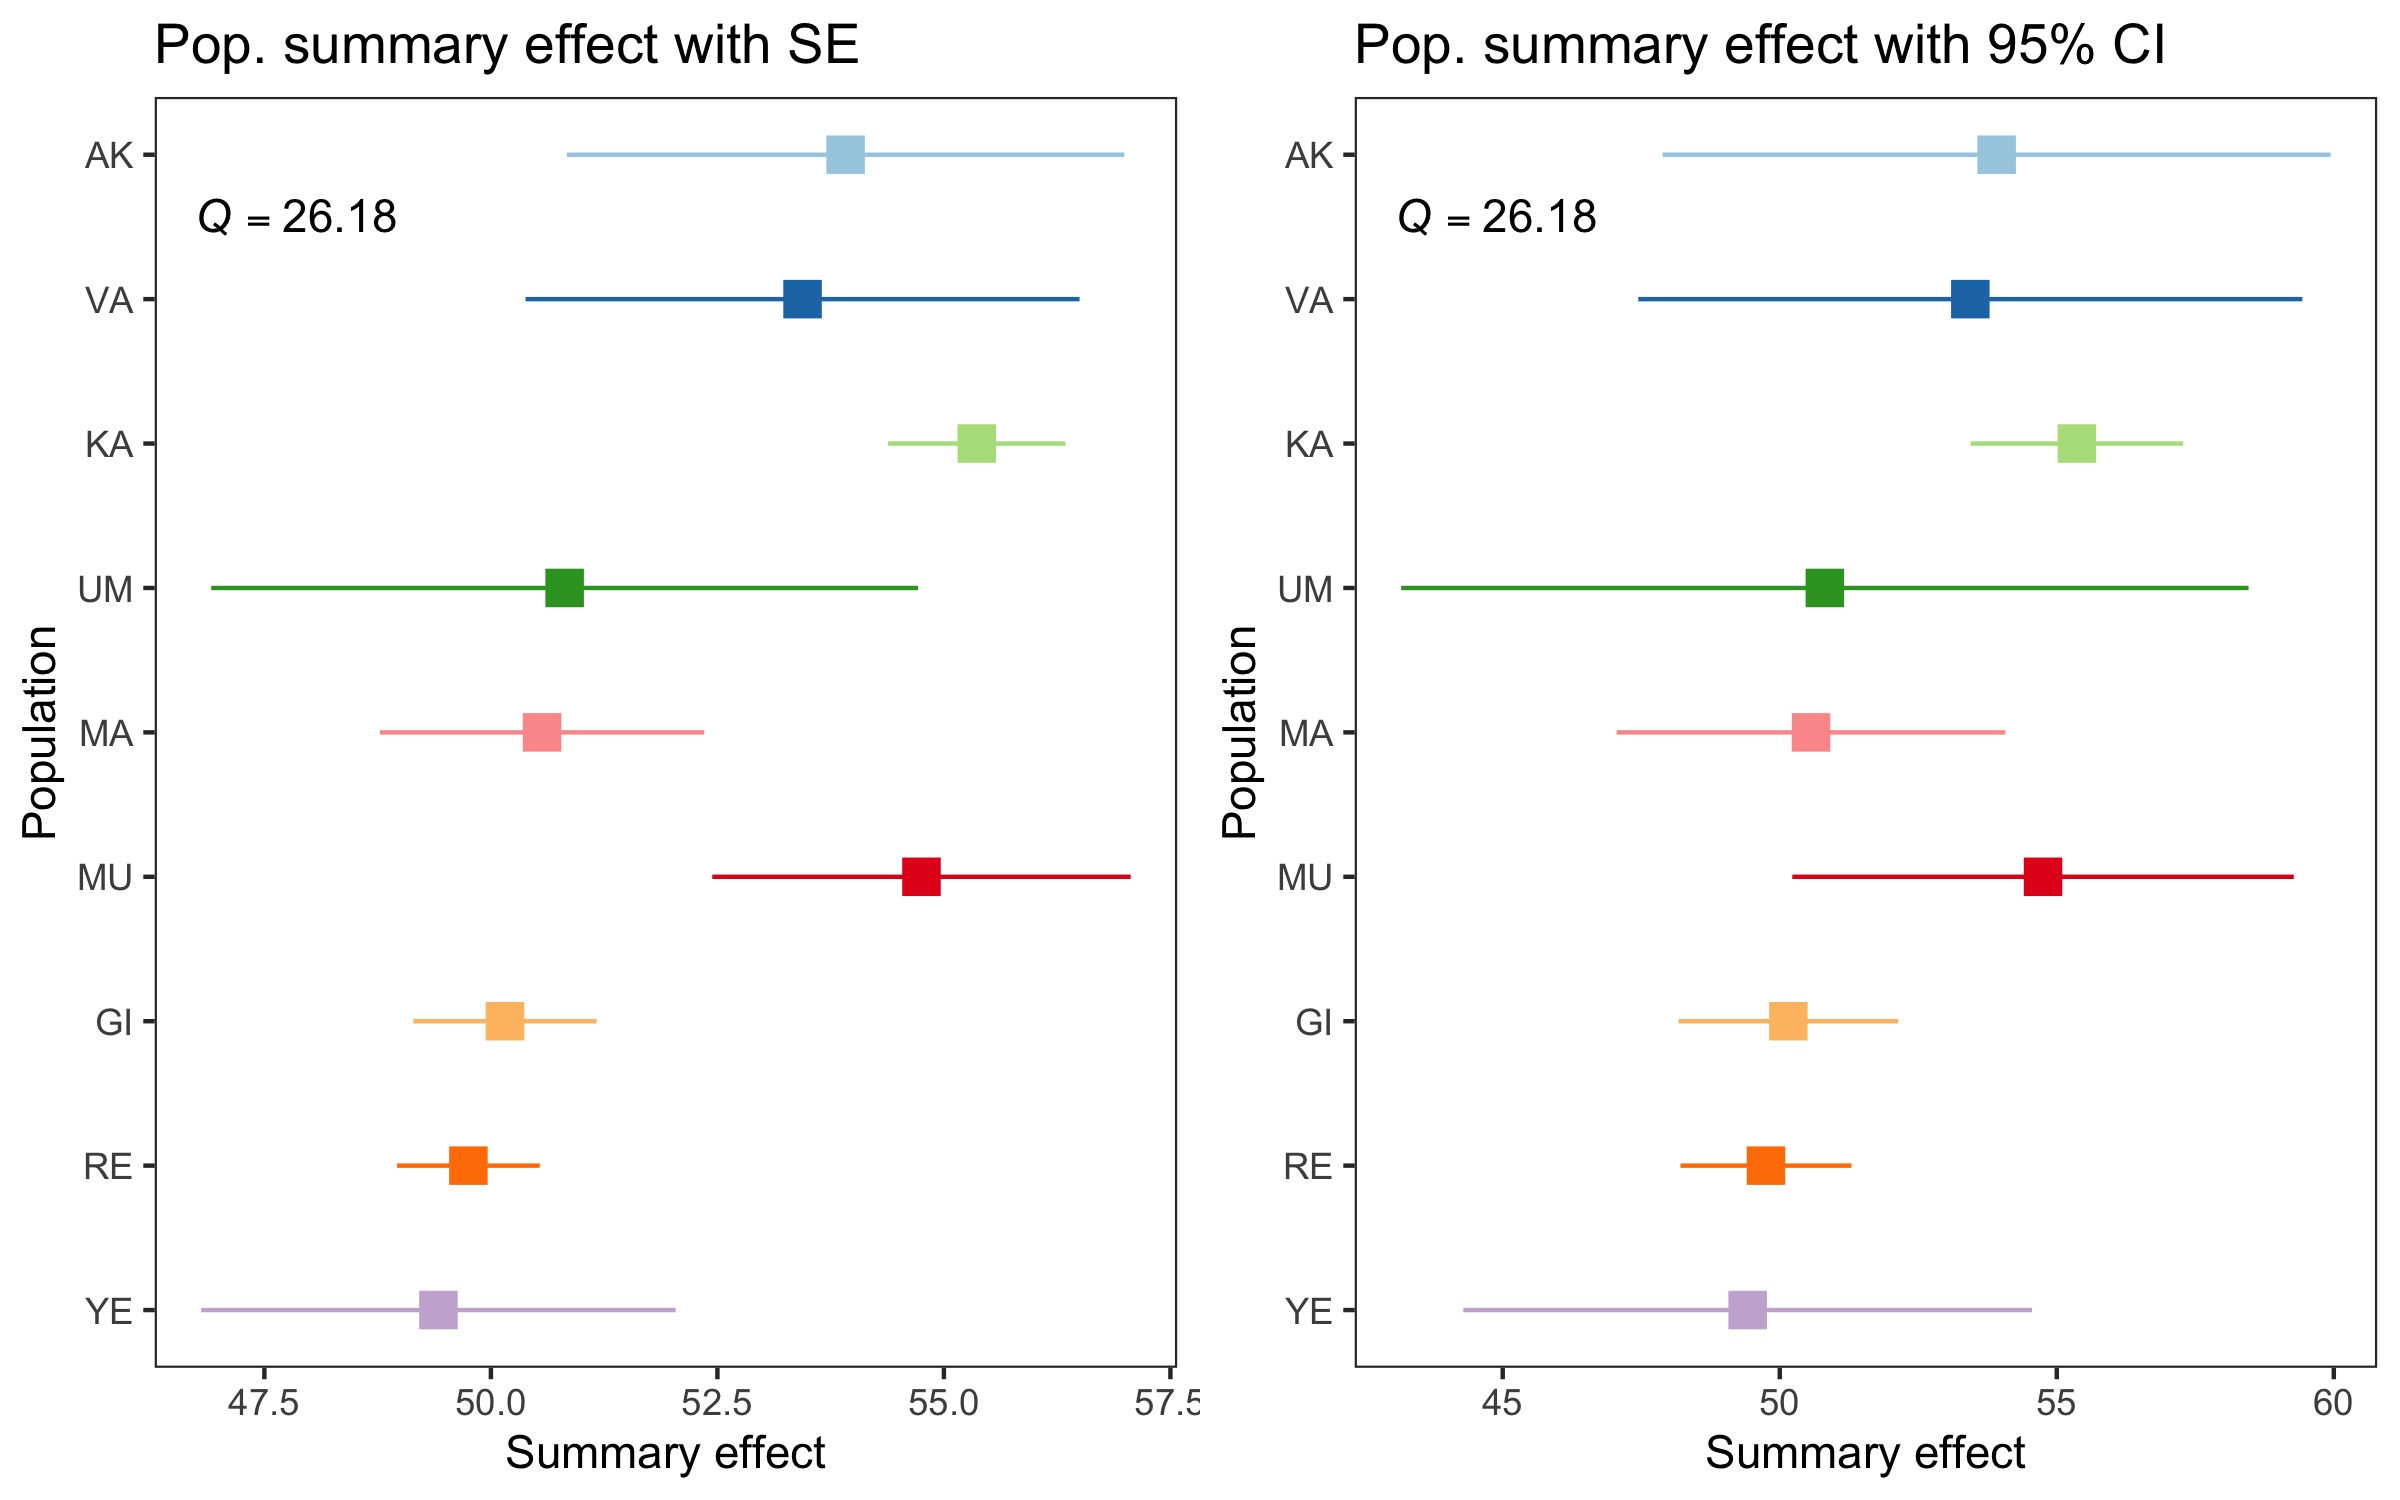 Pop. summary effect with SE
Q = 26.18
Population
AK
VA
KA
UM
MA
MU
GI
RE
YE
47.5 50.0 52.5 55.0 57.5
Summary effect
Pop. summary effect with 95% CI
Q = 26.18
Population
AK
VA
KA
UM
MA
MU
GI
RE
YE
45 50 55 60
Summary effect